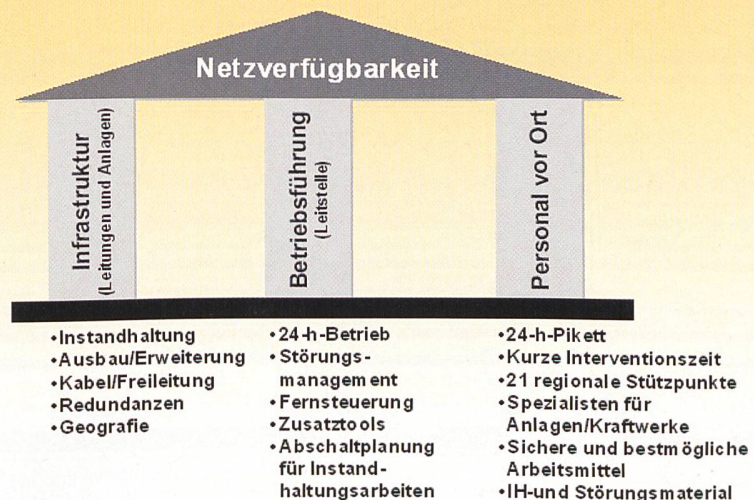 Netzverfügbarkeit
Infrastruktur
(Leitungen und Anlagen)
Betriebsführung
(Leitstelle)
Personal vor Ort
•Instandhaltung
•Ausbau/Erweiterung
•Kabel/Freileitung
•Redundanzen
•Geografie
•24-h-Betrieb
•Störungs-
management
•Fernsteuerung
•Zusatztools
•Abschaltplanung
für Instand-
haltungsarbeiten
•24-h-Pikett
•Kurze Interventionszeit
•21 regionale Stützpunkte
•Spezialisten für
Anlagen/Kraftwerke
•Sichere und bestmögliche
Arbeitsmittel
•IH-und Störungsmaterial